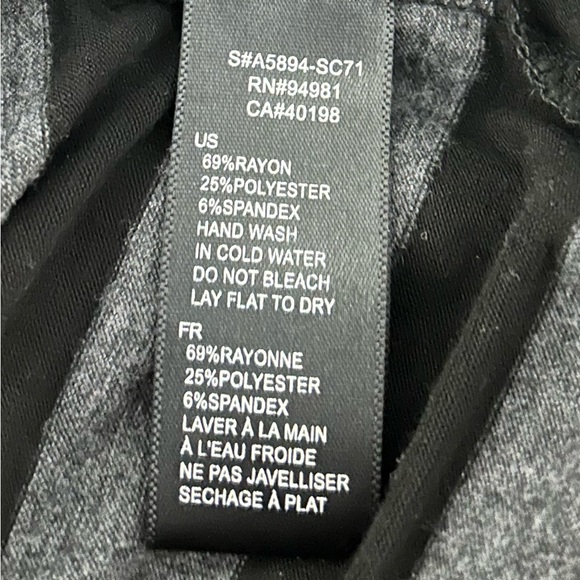 S#A5894-SC71
RN#94981
CA#40198
US
69%RAYON
25%POLYESTER
6%SPANDEX
HAND WASH
IN COLD WATER
DO NOT BLEACH
LAY FLAT TO DRY
FR
69%RAYONNE
25%POLYESTER
6%SPANDEX
LAVER À LA MAIN
À L'EAU FROIDE
NE PAS JAVELLISER
SECHAGE À PLAT